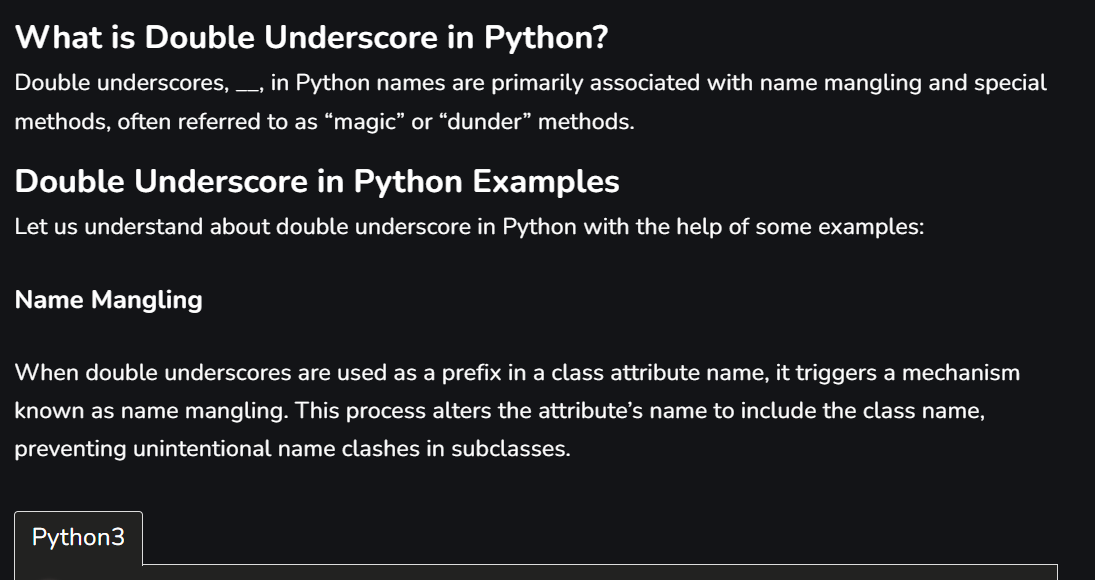 What is Double Underscore in Python?
Double underscores, __, in Python names are primarily associated with name mangling and special
methods, often referred to as “magic” or “dunder” methods.
Double Underscore in Python Examples
Let us understand about double underscore in Python with the help of some examples:
Name Mangling
When double underscores are used as a prefix in a class attribute name, it triggers a mechanism
known as name mangling. This process alters the attribute’s name to include the class name,
preventing unintentional name clashes in subclasses.
Python3